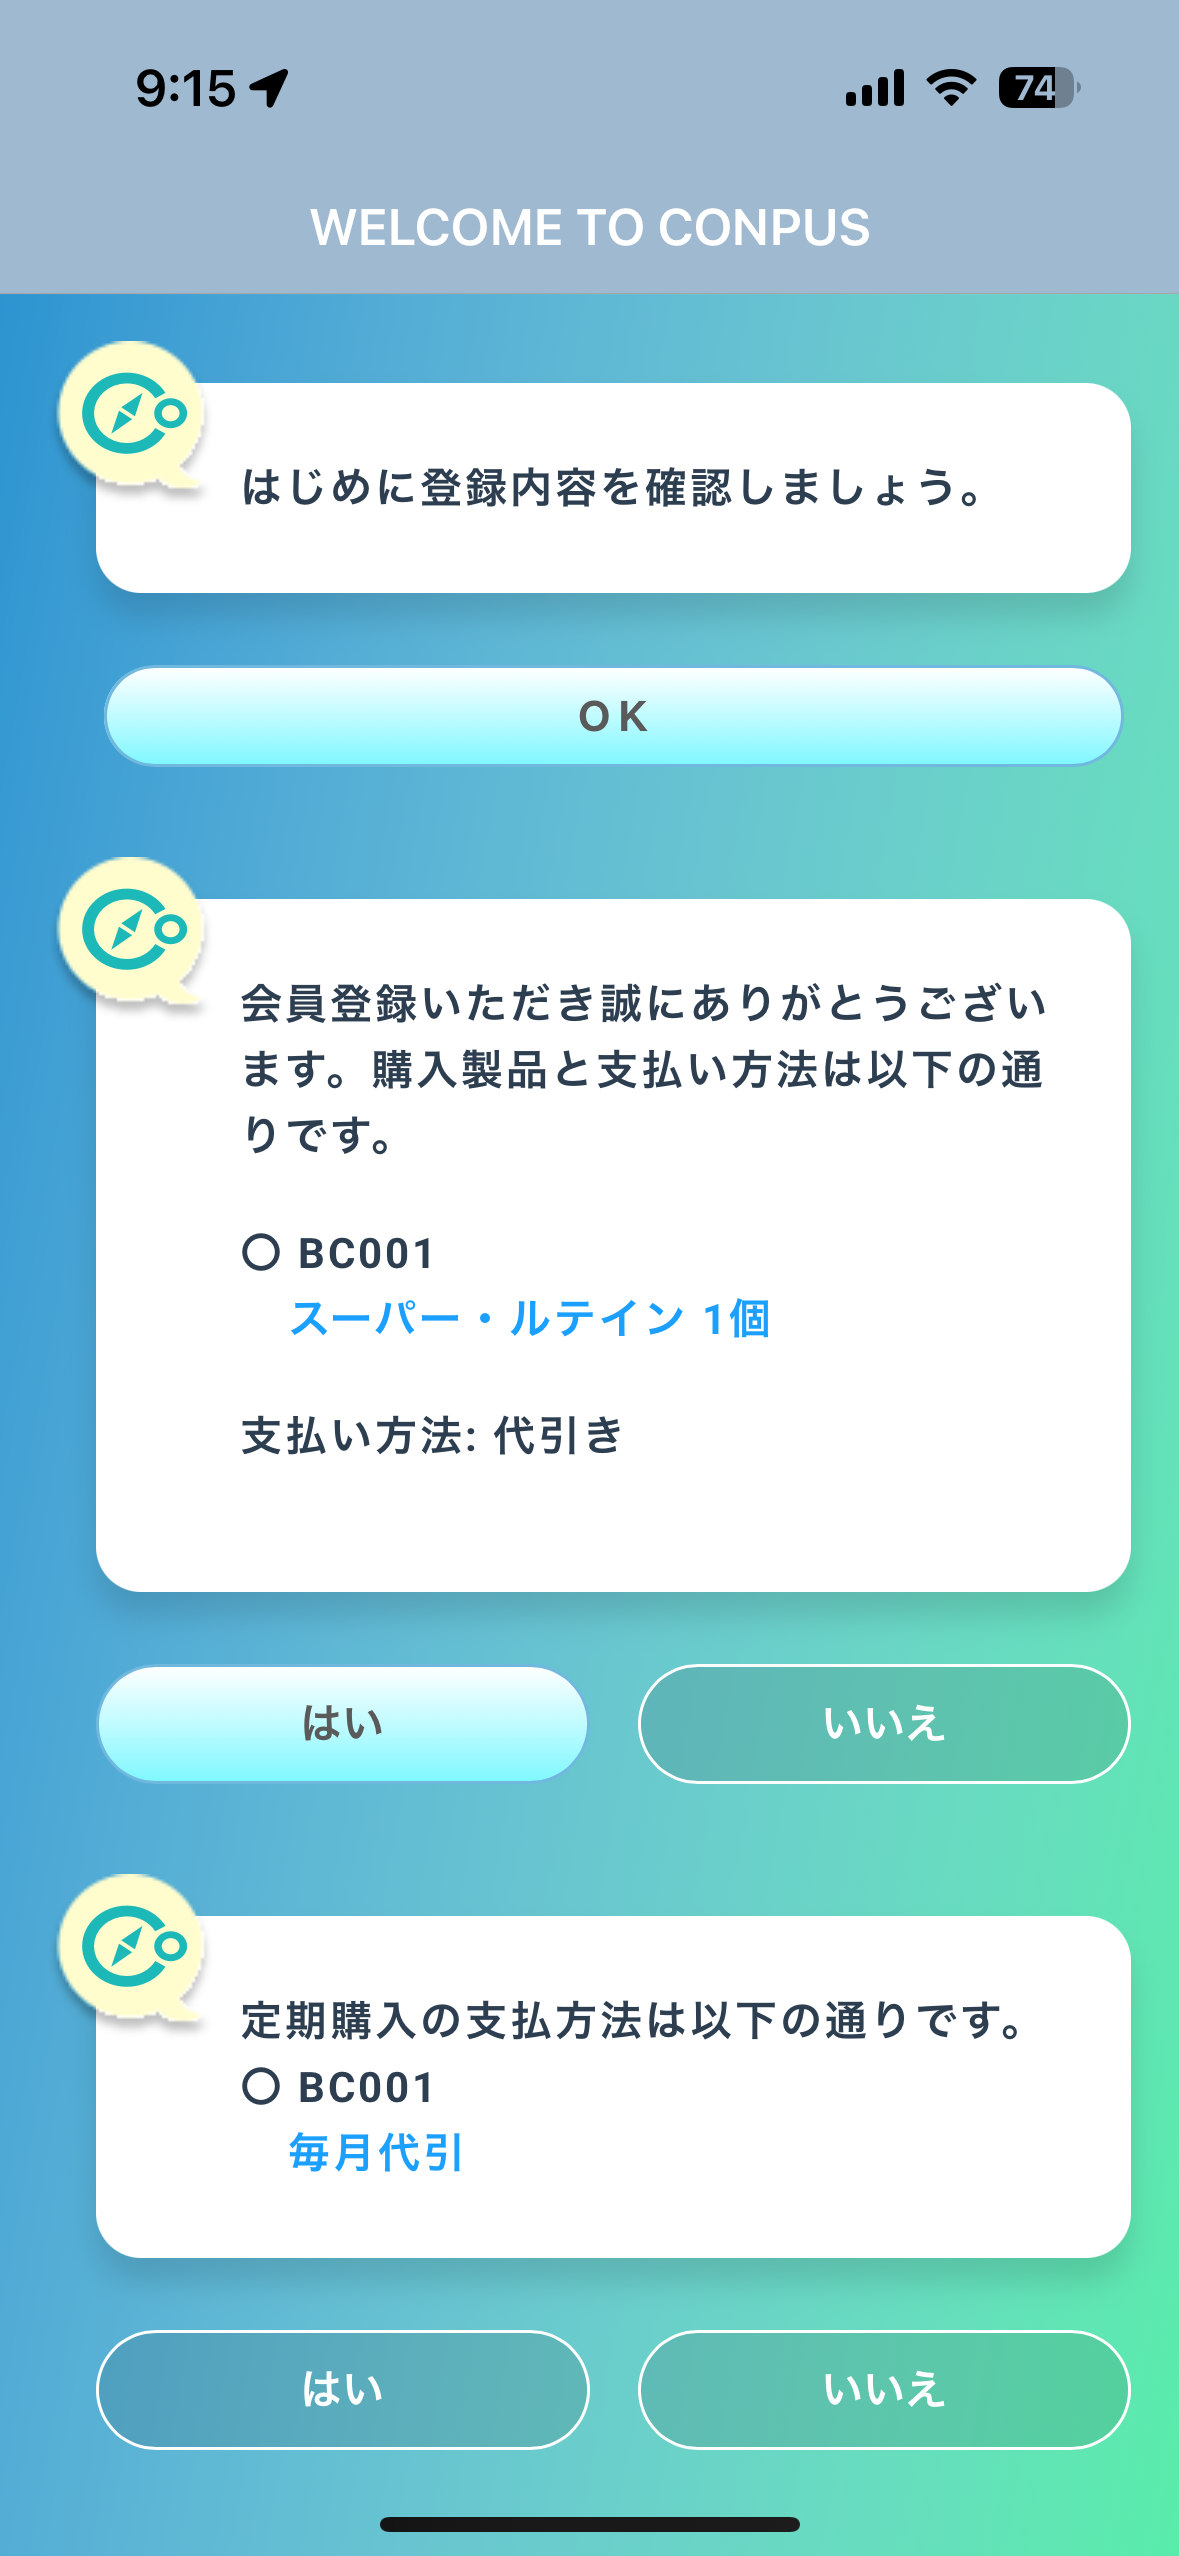 9:15
74
WELCOME TO CONPUS
はじめに登録内容を確認しましょう。
OK
会員登録いただき誠にありがとうござい
ます。購入製品と支払い方法は以下の通
りです。
〇 BC001
スーパー・ルテイン 1個
支払い方法: 代引き
はい
いいえ
定期購入の支払方法は以下の通りです。
〇 BC001
毎月代引
はい
いいえ